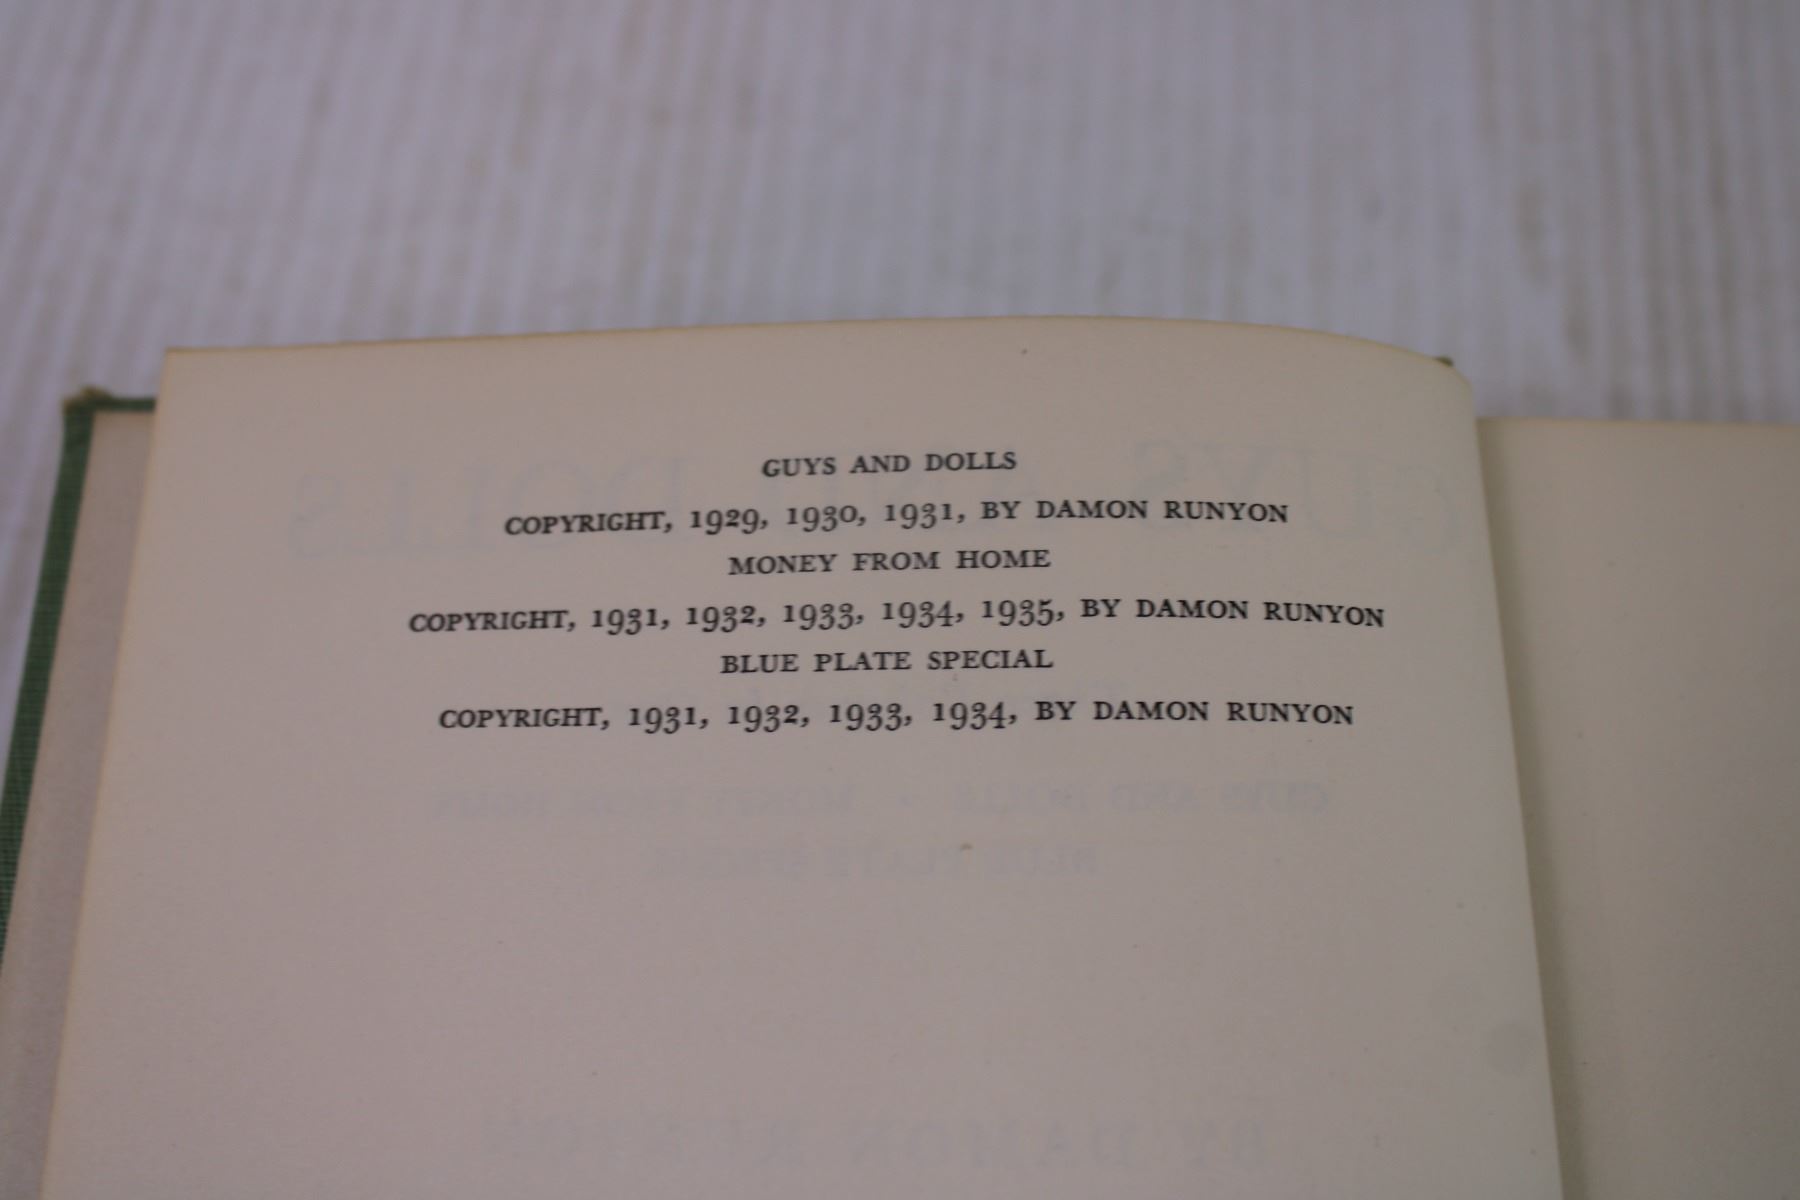 GUYS AND DOLLS
COPYRIGHT, 1929, 1930, 1931, BY DAMON RUNYON
MONEY FROM HOME
COPYRIGHT, 1931, 1932, 1933, 1934, 1935, BY DAMON RUNYON
BLUE PLATE SPECIAL
COPYRIGHT, 1931, 1932, 1933, 1934, BY DAMON RUNYON